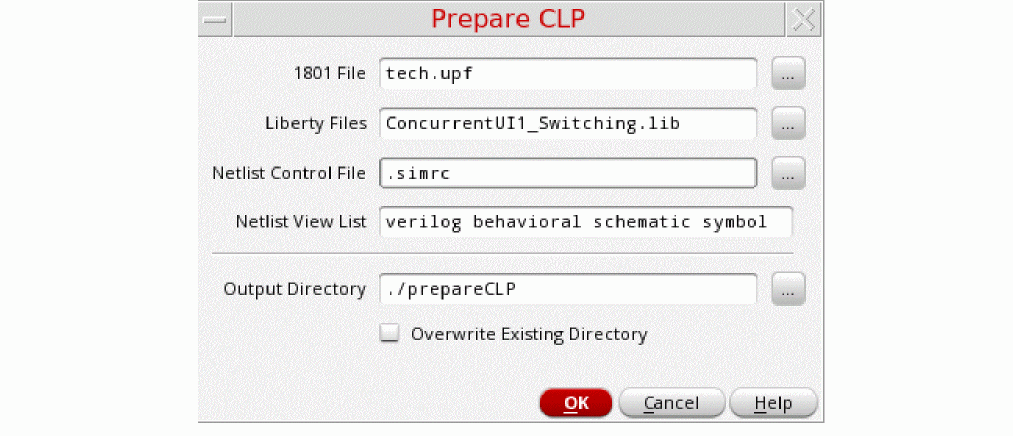 Prepare CLP
1801 File tech.upf ...
Liberty Files ConcurrentUI1_Switching.lib ...
Netlist Control File .simrc ...
Netlist View List verilog behavioral schematic symbol
Output Directory ./prepareCLP ...
Overwrite Existing Directory
OK Cancel Help